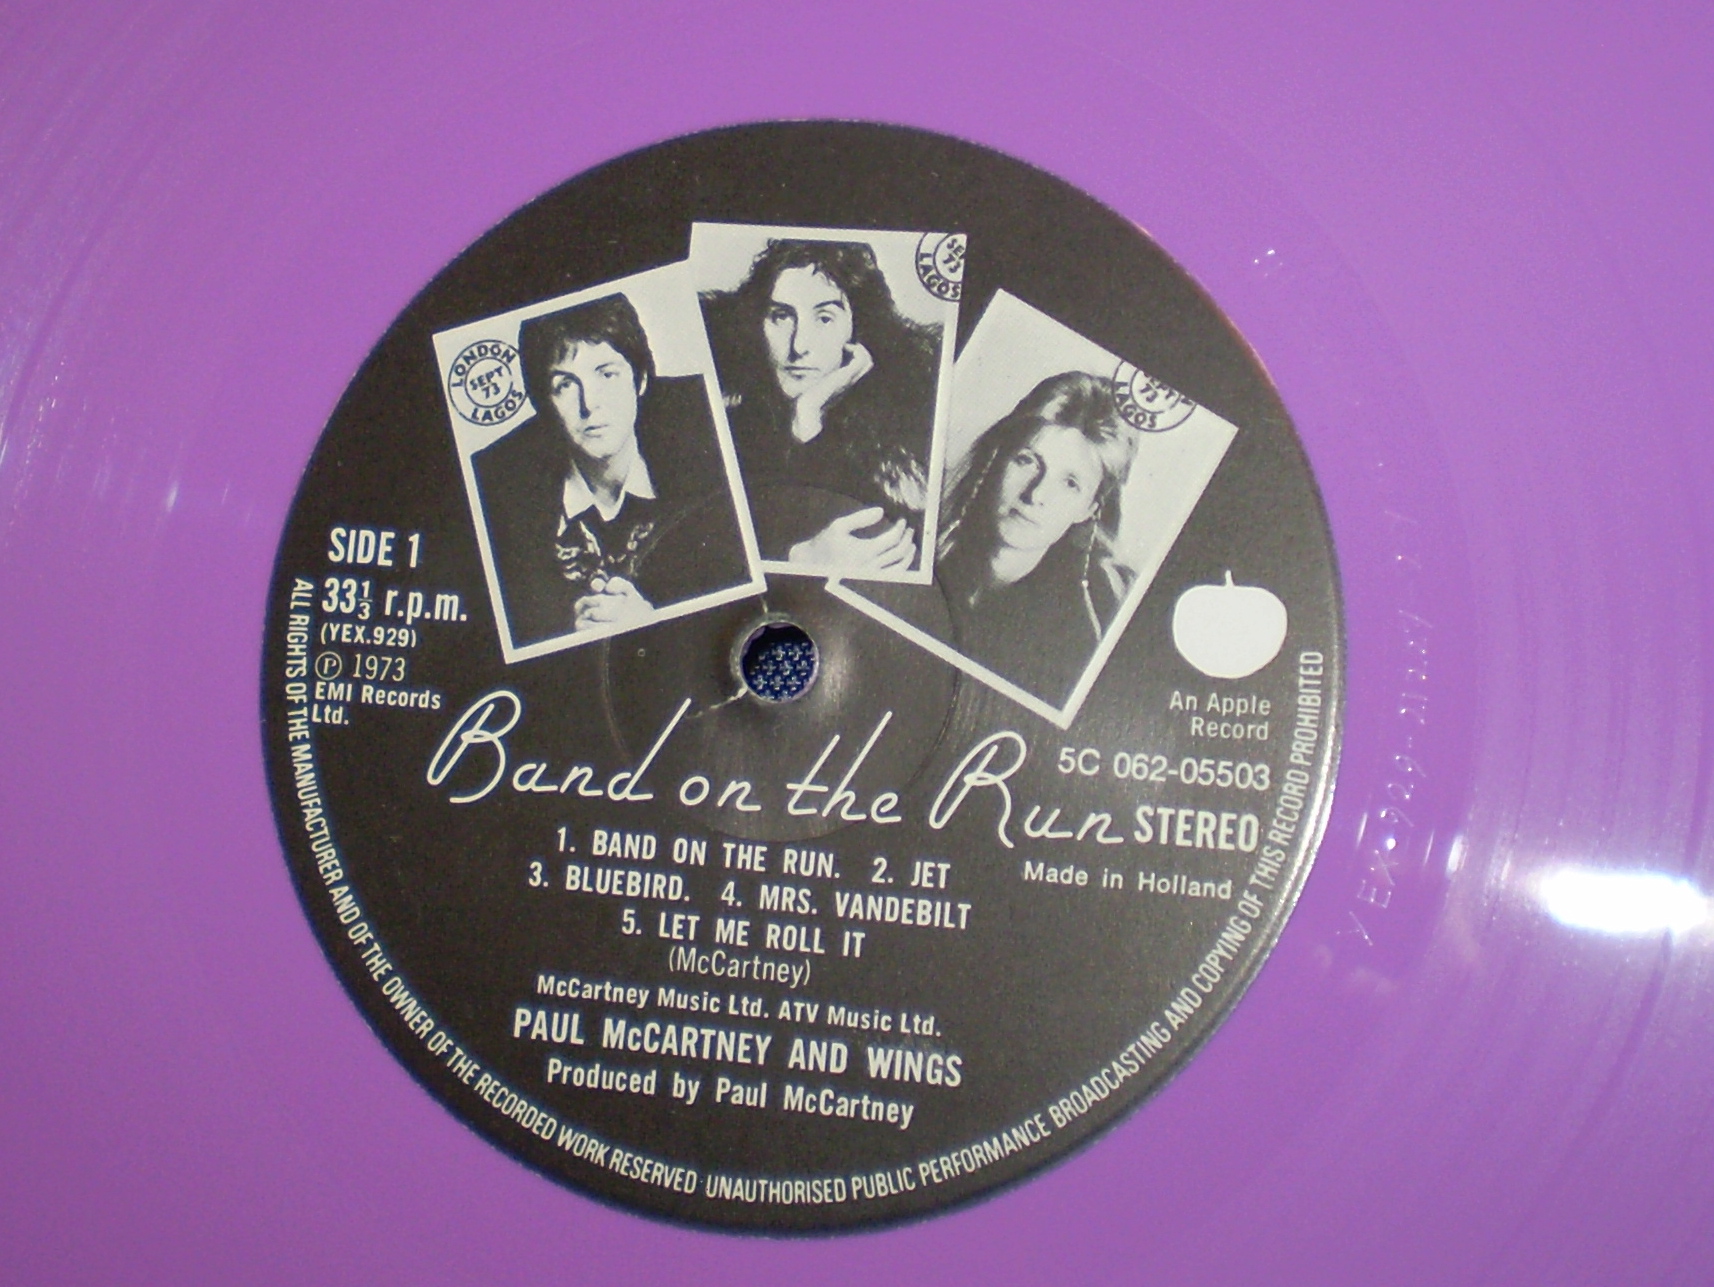 LONDON
SEPT
73
LAGOS
SE
73
LAGOS
73
LAGOS
SIDE 1
33⅓ r.p.m.
(YEX.929)
℗ 1973
EMI Records
Ltd.
An Apple
Record
5C 062-05503
Band on the Run
STEREO
Made in Holland
1. BAND ON THE RUN. 2. JET
3. BLUEBIRD. 4. MRS. VANDEBILT
5. LET ME ROLL IT
(McCartney)
McCartney Music Ltd. ATV Music Ltd.
PAUL McCARTNEY AND WINGS
Produced by Paul McCartney
ALL RIGHTS OF THE MANUFACTURER AND OF THE OWNER OF THE RECORDED WORK RESERVED · UNAUTHORISED PUBLIC PERFORMANCE BROADCASTING AND COPYING OF THIS RECORD PROHIBITED